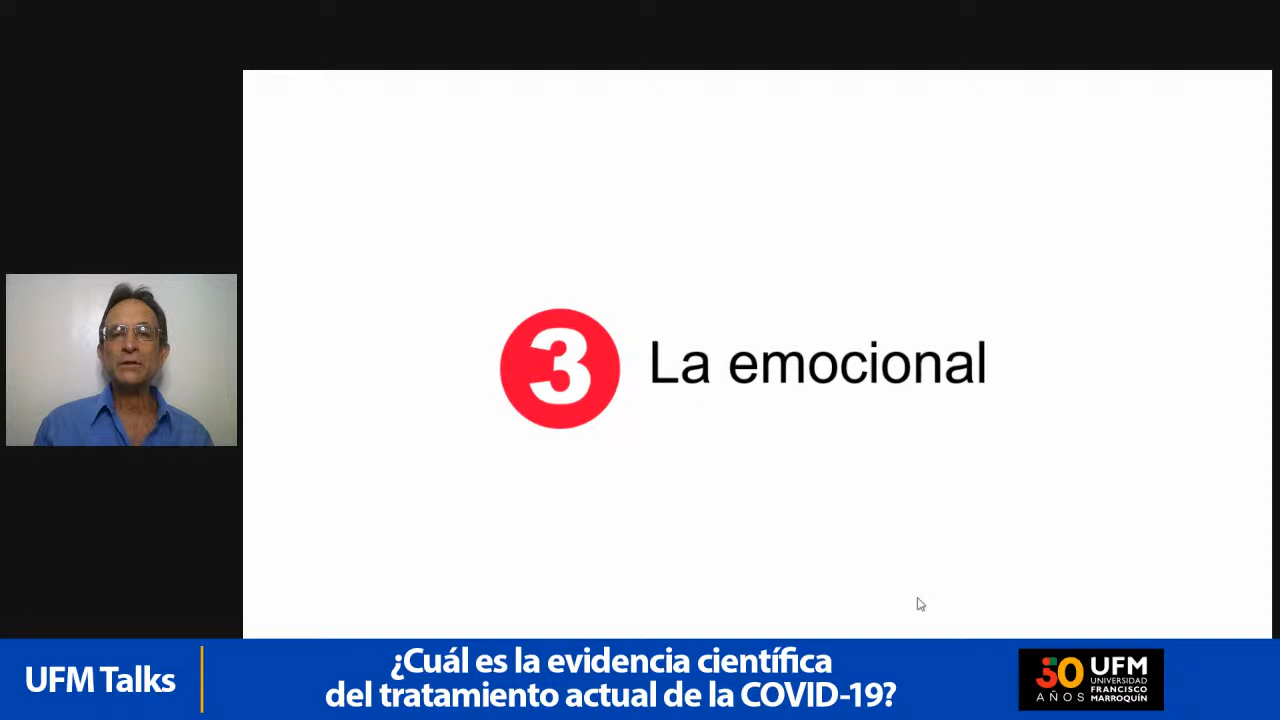 3 La emocional
UFM Talks
¿Cuál es la evidencia científica
del tratamiento actual de la COVID-19?
50 AÑOS
UFM
UNIVERSIDAD
FRANCISCO
MARROQUÍN